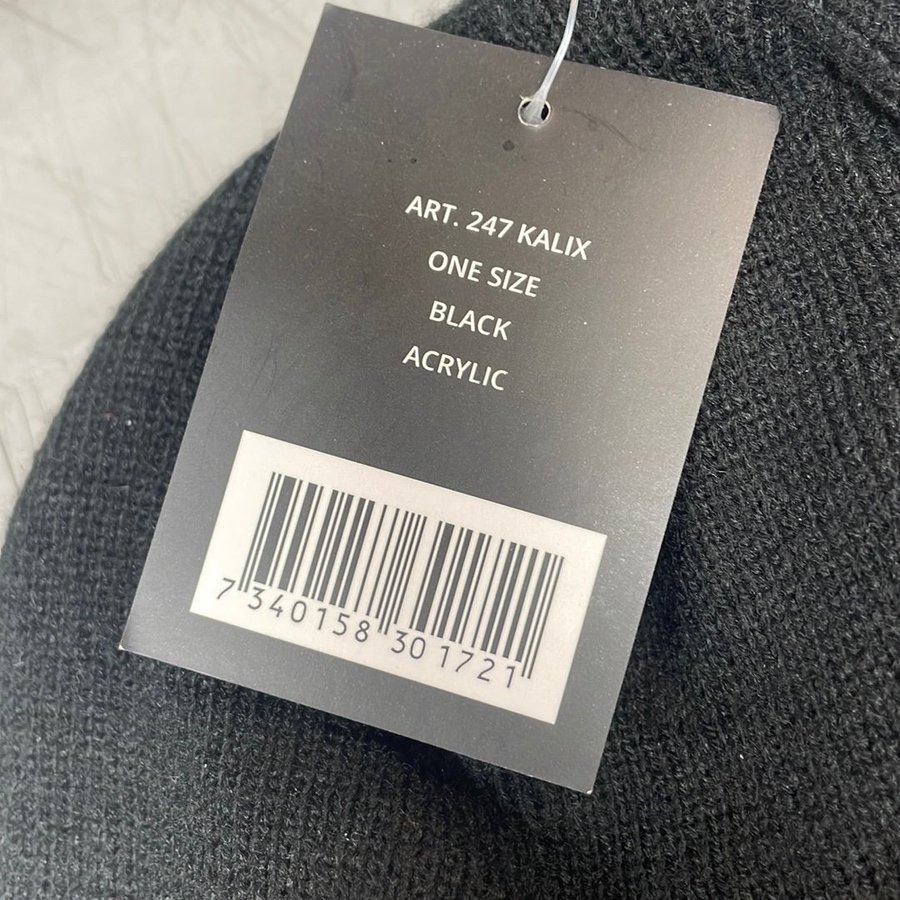 ART. 247 KALIX
ONE SIZE
BLACK
ACRYLIC
7 340158 301721